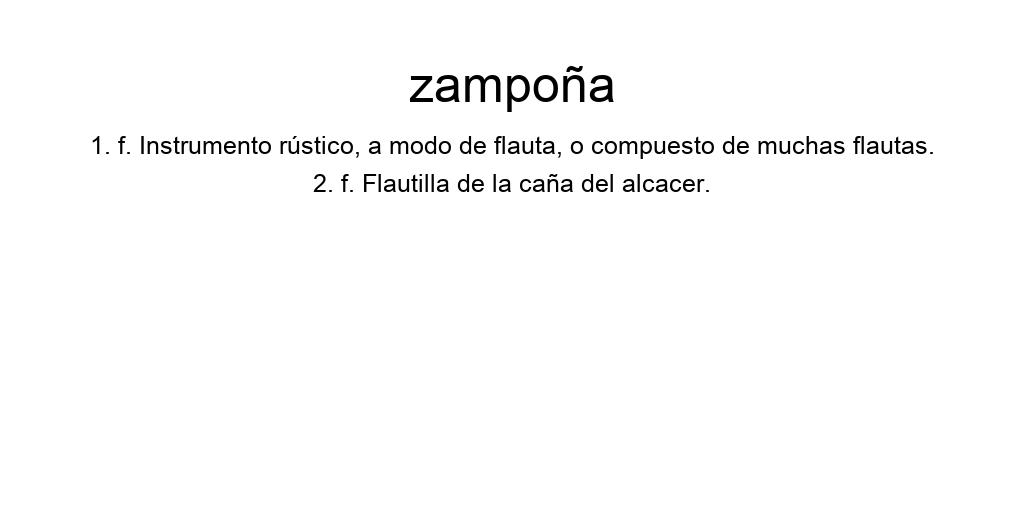 zampoña
1. f. Instrumento rústico, a modo de flauta, o compuesto de muchas flautas.
2. f. Flautilla de la caña del alcacer.